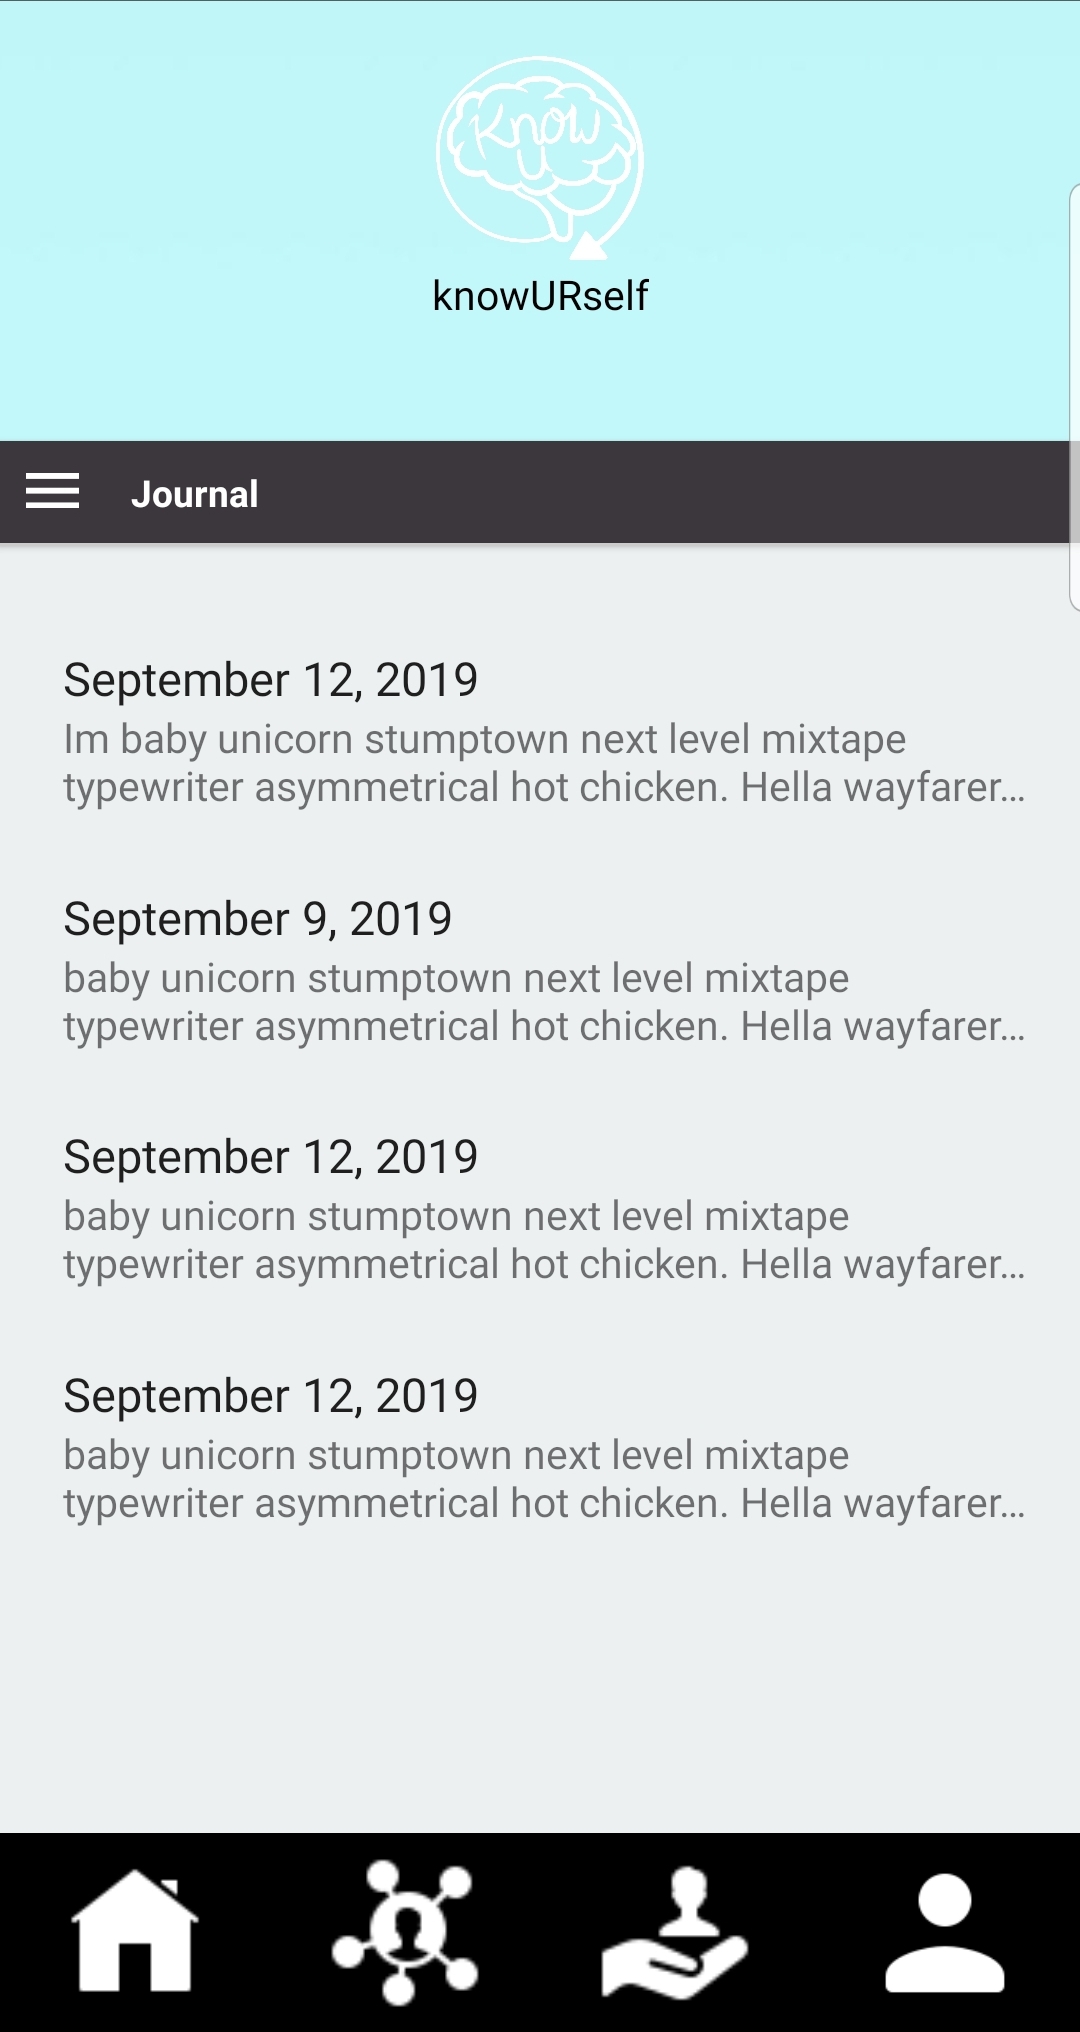 Know
U
knowURself
Journal
September 12, 2019
Im baby unicorn stumptown next level mixtape
typewriter asymmetrical hot chicken. Hella wayfarer...
September 9, 2019
baby unicorn stumptown next level mixtape
typewriter asymmetrical hot chicken. Hella wayfarer...
September 12, 2019
baby unicorn stumptown next level mixtape
typewriter asymmetrical hot chicken. Hella wayfarer...
September 12, 2019
baby unicorn stumptown next level mixtape
typewriter asymmetrical hot chicken. Hella wayfarer...